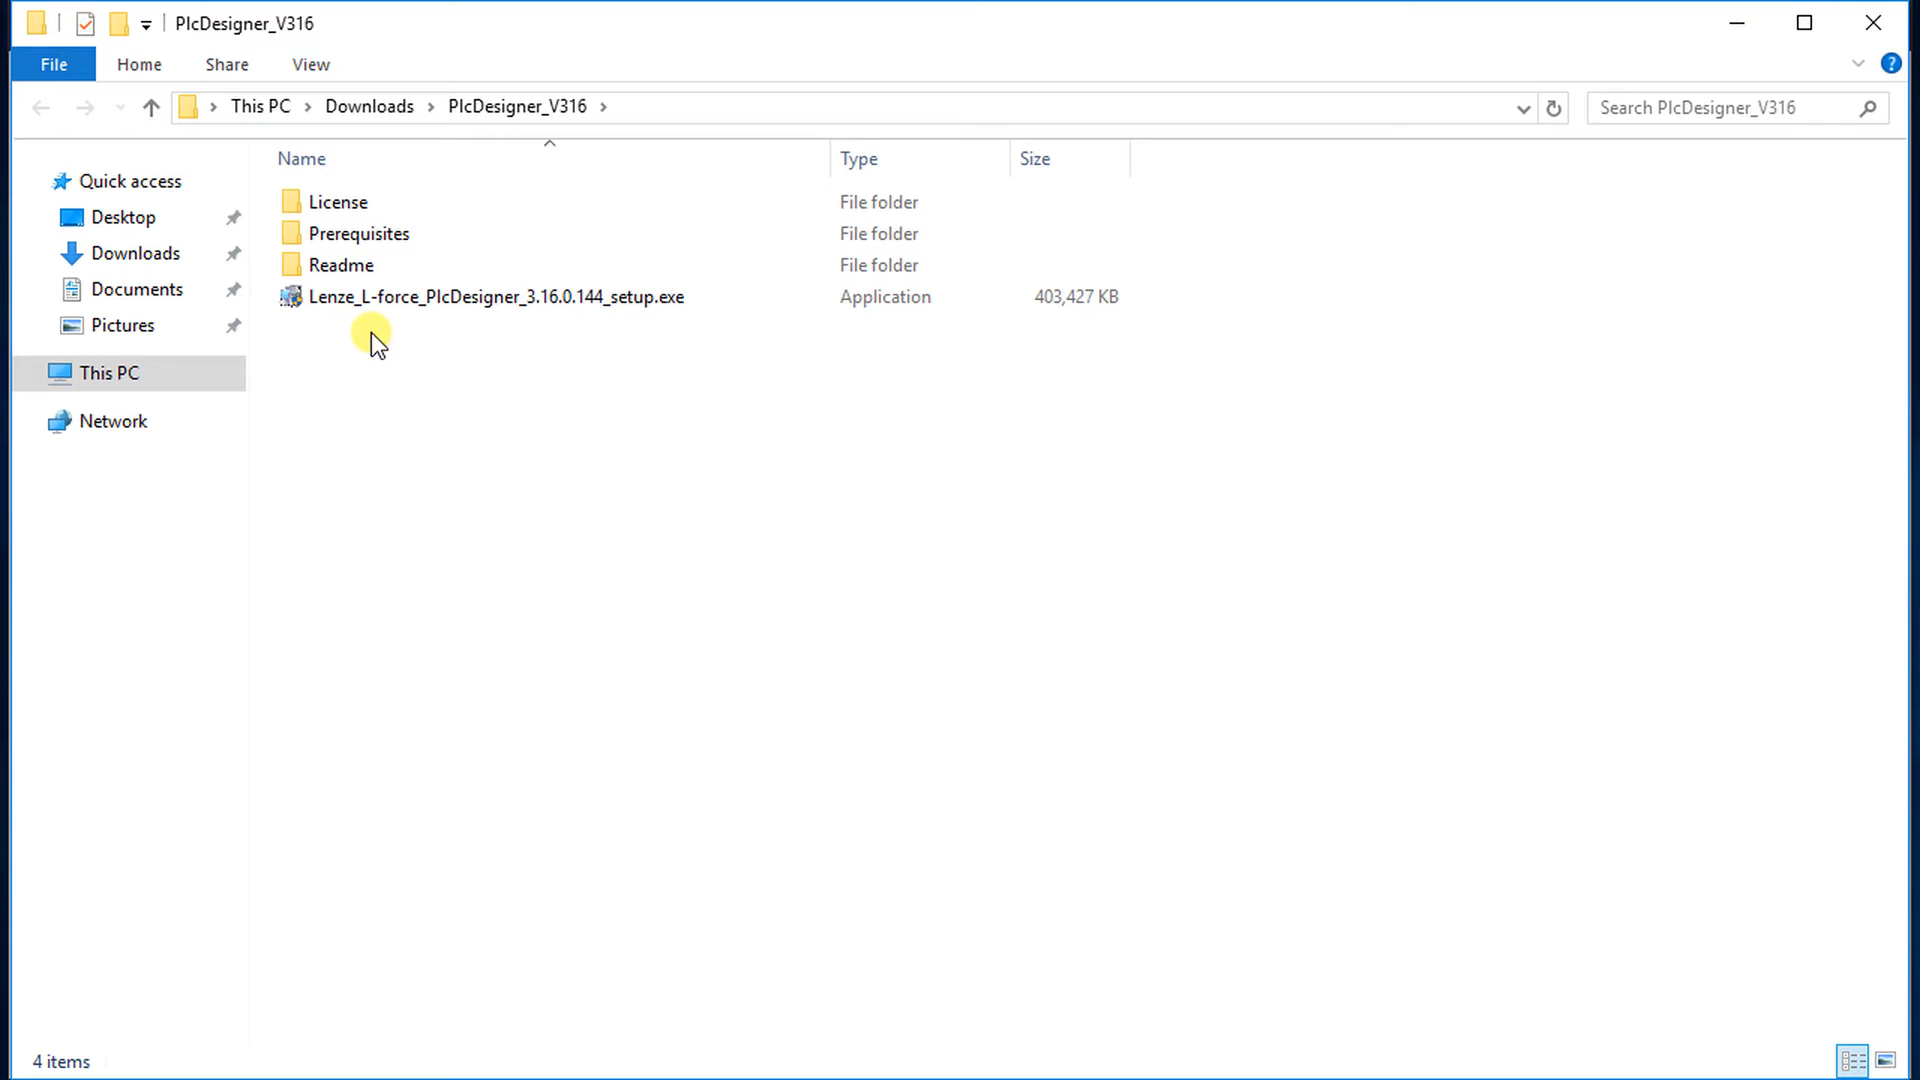 PlcDesigner_V316
File Home Share View
This PC Downloads PlcDesigner_V316
Search PlcDesigner_V316
Name Type Size
Quick access
Desktop
Downloads
Documents
Pictures
This PC
Network
License File folder
Prerequisites File folder
Readme File folder
Lenze_L-force_PlcDesigner_3.16.0.144_setup.exe Application 403,427 KB
4 items